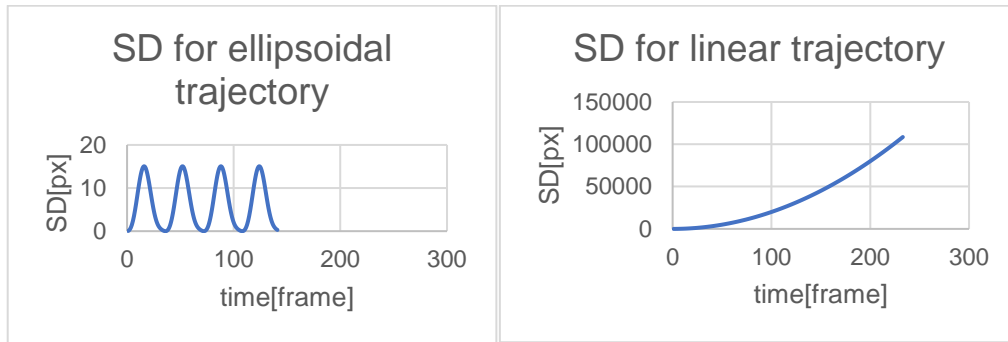 SD for ellipsoidal
trajectory
20
10
0
SD[px]
0 100 200 300
time[frame]
SD for linear trajectory
150000
100000
50000
0
SD[px]
0 100 200 300
time[frame]